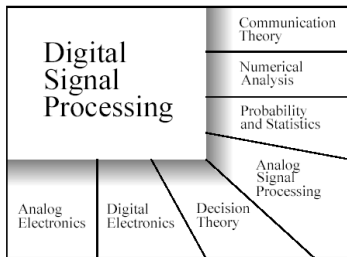 Digital
Signal
Processing
Communication
Theory
Numerical
Analysis
Probability
and Statistics
Analog
Signal
Processing
Decision
Theory
Digital
Electronics
Analog
Electronics